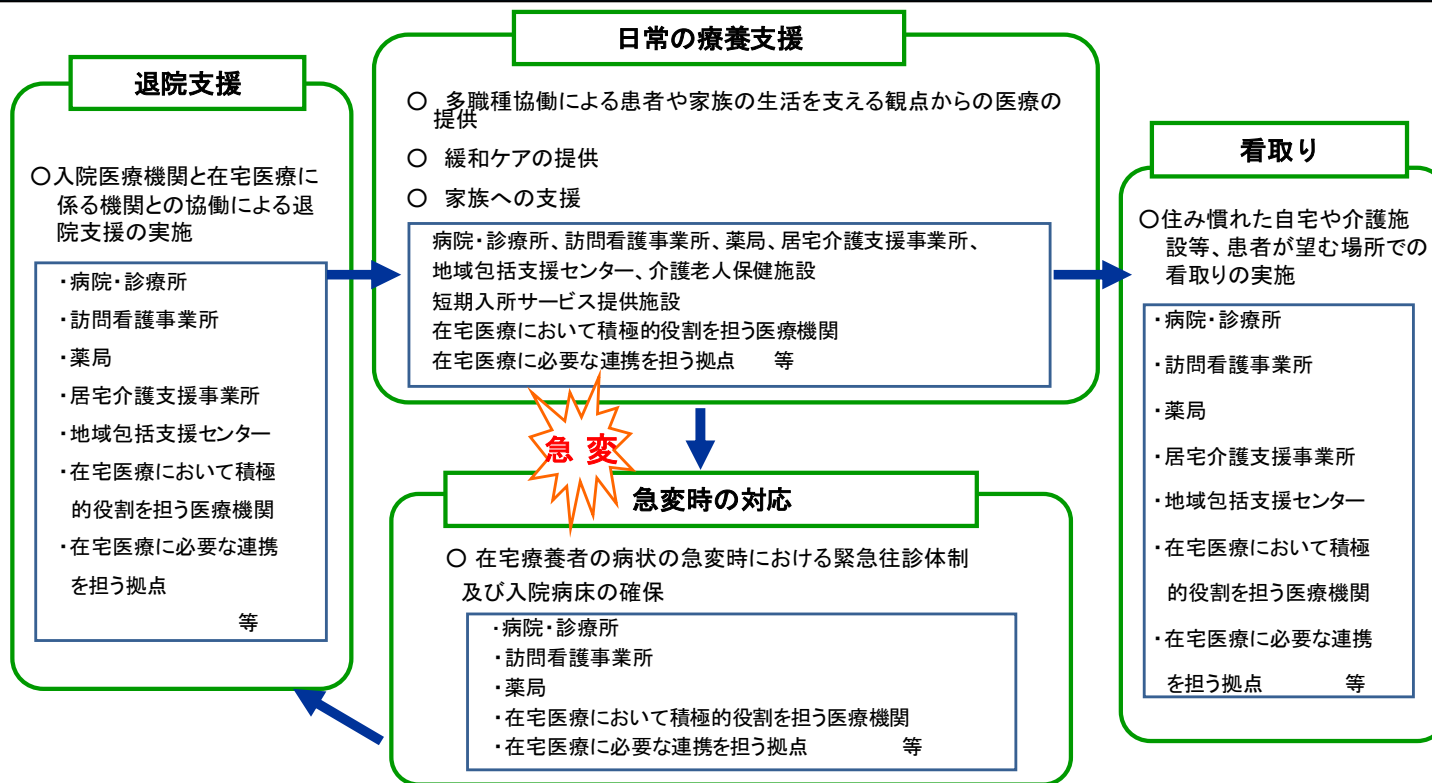 退院支援
〇入院医療機関と在宅医療に
係る機関との協働による退
院支援の実施
・病院・診療所
・訪問看護事業所
・薬局
・居宅介護支援事業所
・地域包括支援センター
・在宅医療において積極
的役割を担う医療機関
・在宅医療に必要な連携
を担う拠点
等
日常の療養支援
〇 多職種協働による患者や家族の生活を支える観点からの医療の
提供
〇 緩和ケアの提供
〇 家族への支援
病院・診療所、訪問看護事業所、薬局、居宅介護支援事業所、
地域包括支援センター、介護老人保健施設
短期入所サービス提供施設
在宅医療において積極的役割を担う医療機関
在宅医療に必要な連携を担う拠点 等
急変
急変時の対応
〇 在宅療養者の病状の急変時における緊急往診体制
及び入院病床の確保
・病院・診療所
・訪問看護事業所
・薬局
・在宅医療において積極的役割を担う医療機関
・在宅医療に必要な連携を担う拠点 等
看取り
〇住み慣れた自宅や介護施
設等、患者が望む場所での
看取りの実施
・病院・診療所
・訪問看護事業所
・薬局
・居宅介護支援事業所
・地域包括支援センター
・在宅医療において積極
的役割を担う医療機関
・在宅医療に必要な連携
を担う拠点 等